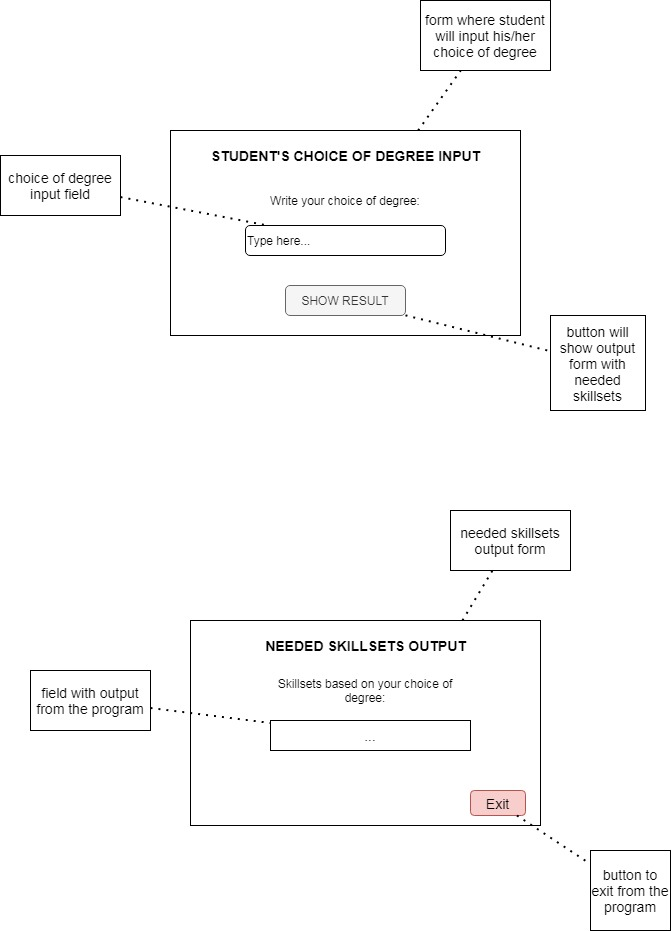 form where student
will input his/her
choice of degree
STUDENT'S CHOICE OF DEGREE INPUT
choice of degree
input field
Write your choice of degree:
Type here...
SHOW RESULT
button will
show output
form with
needed
skillsets
needed skillsets
output form
NEEDED SKILLSETS OUTPUT
Skillsets based on your choice of
degree:
field with output
from the program
...
Exit
button to
exit from the
program